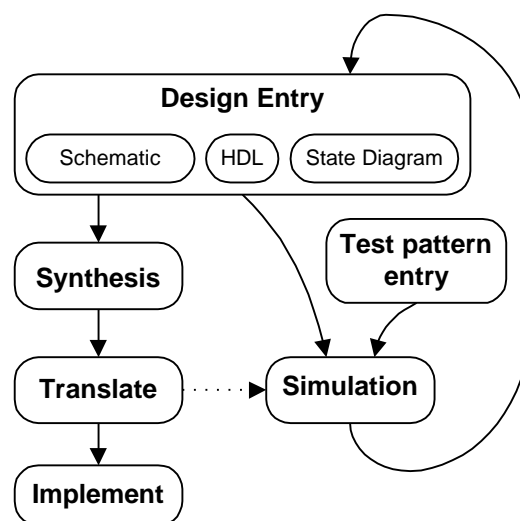 Design Entry
Schematic
HDL
State Diagram
Synthesis
Test pattern
entry
Translate
Simulation
Implement